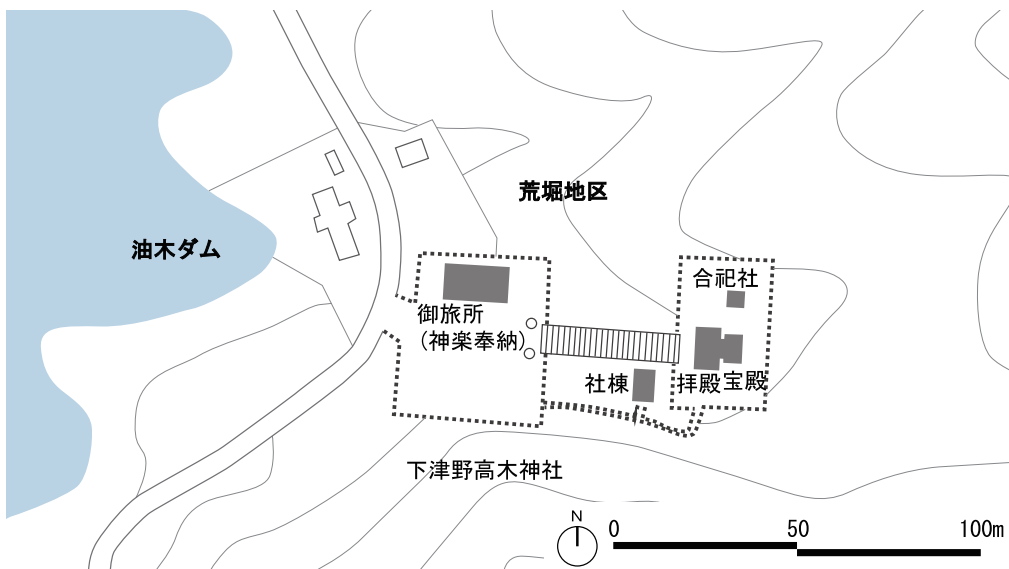 荒堀地区
油木ダム
合祀社
御旅所
(神楽奉納)
社棟
拝殿
宝殿
下津野高木神社
N
0
50
100m